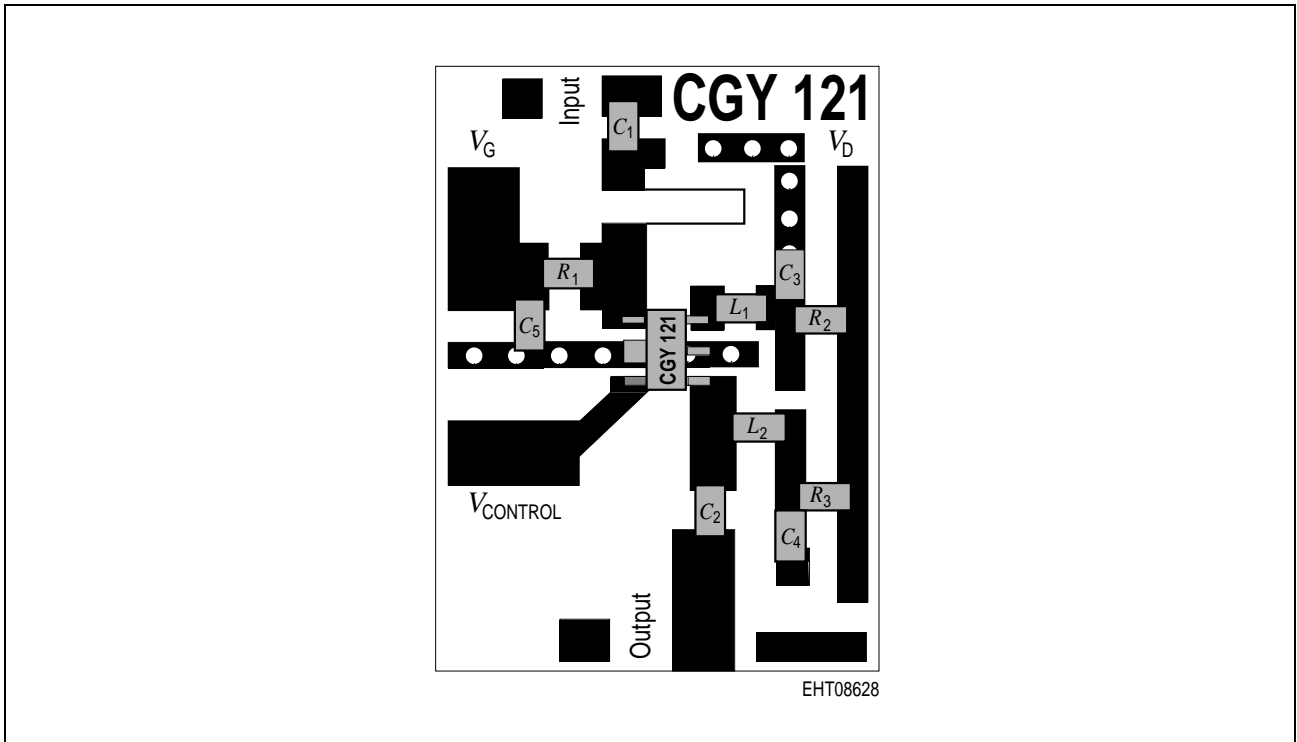 Input
CGY 121
C1
VG
VD
R1
C3
L1
R2
C5
CGY 121
L2
R3
VCONTROL
C2
C4
Output
EHT08628